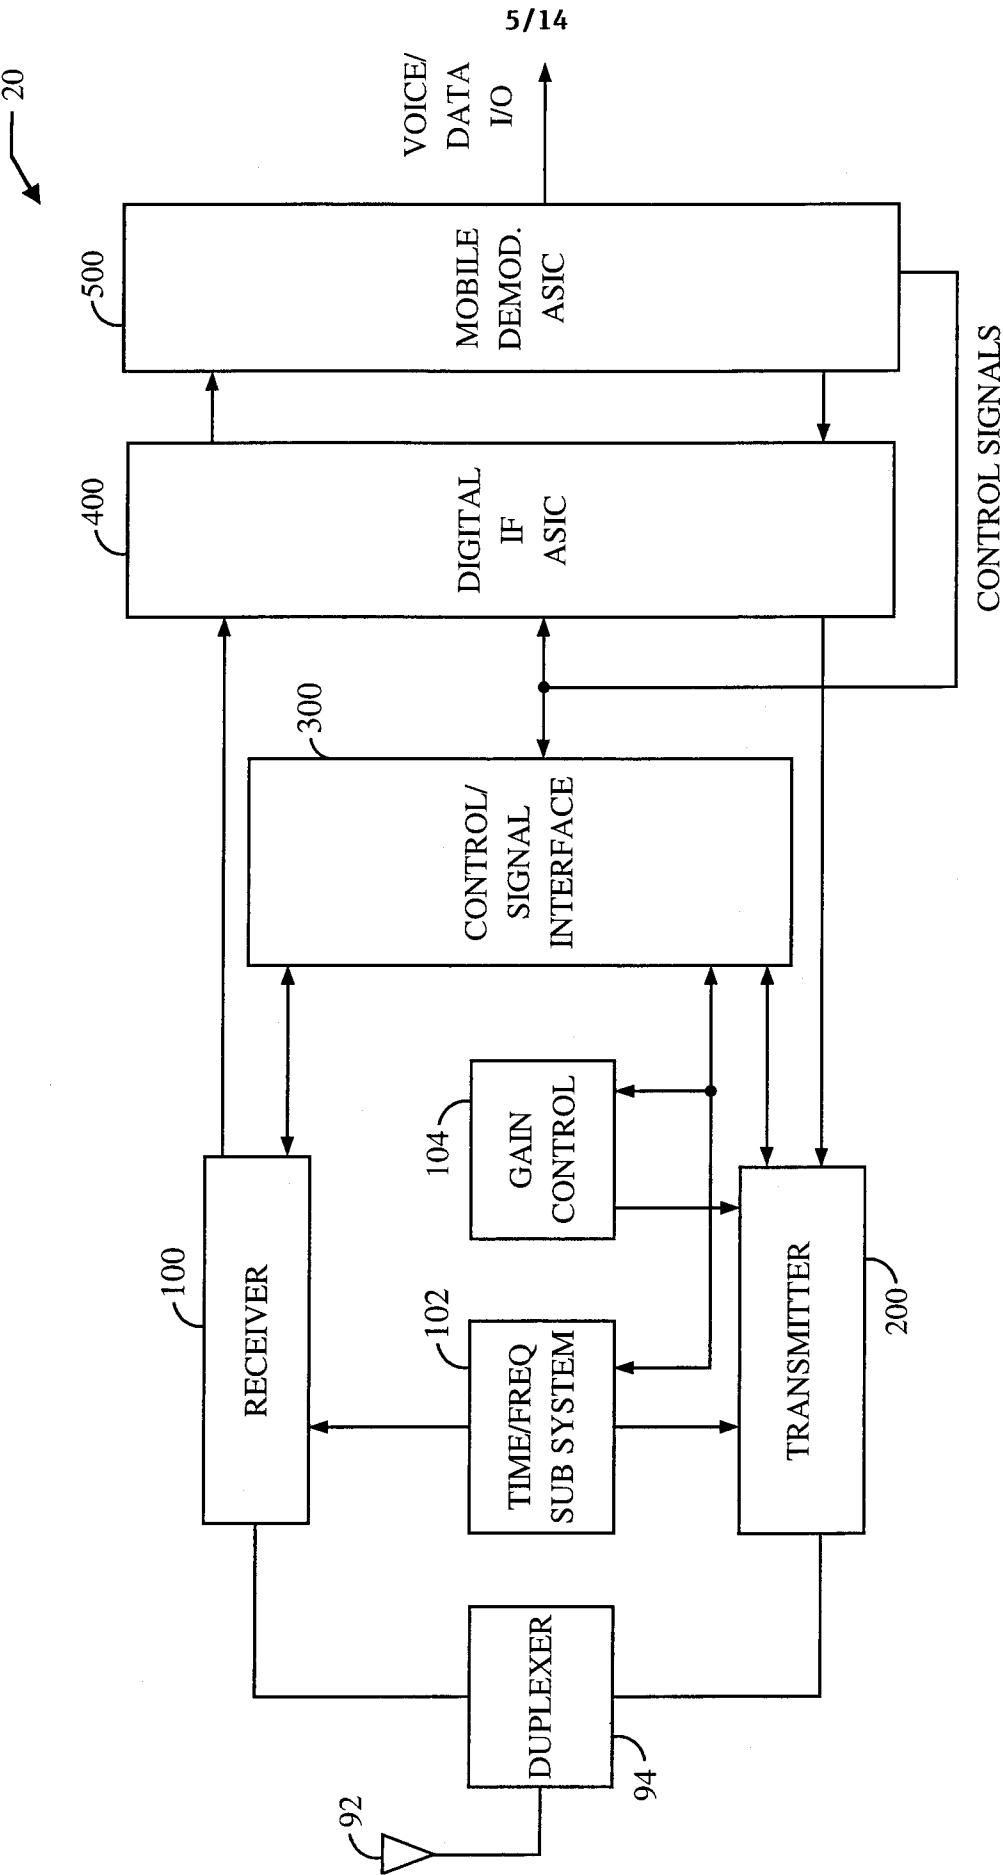 5/14
20
92
DUPLEXER
94
100
RECEIVER
102
TIME/FREQ
SUB SYSTEM
104
GAIN
CONTROL
TRANSMITTER
200
300
CONTROL/
SIGNAL
INTERFACE
400
DIGITAL
IF
ASIC
500
MOBILE
DEMOD.
ASIC
VOICE/
DATA
I/O
CONTROL SIGNALS